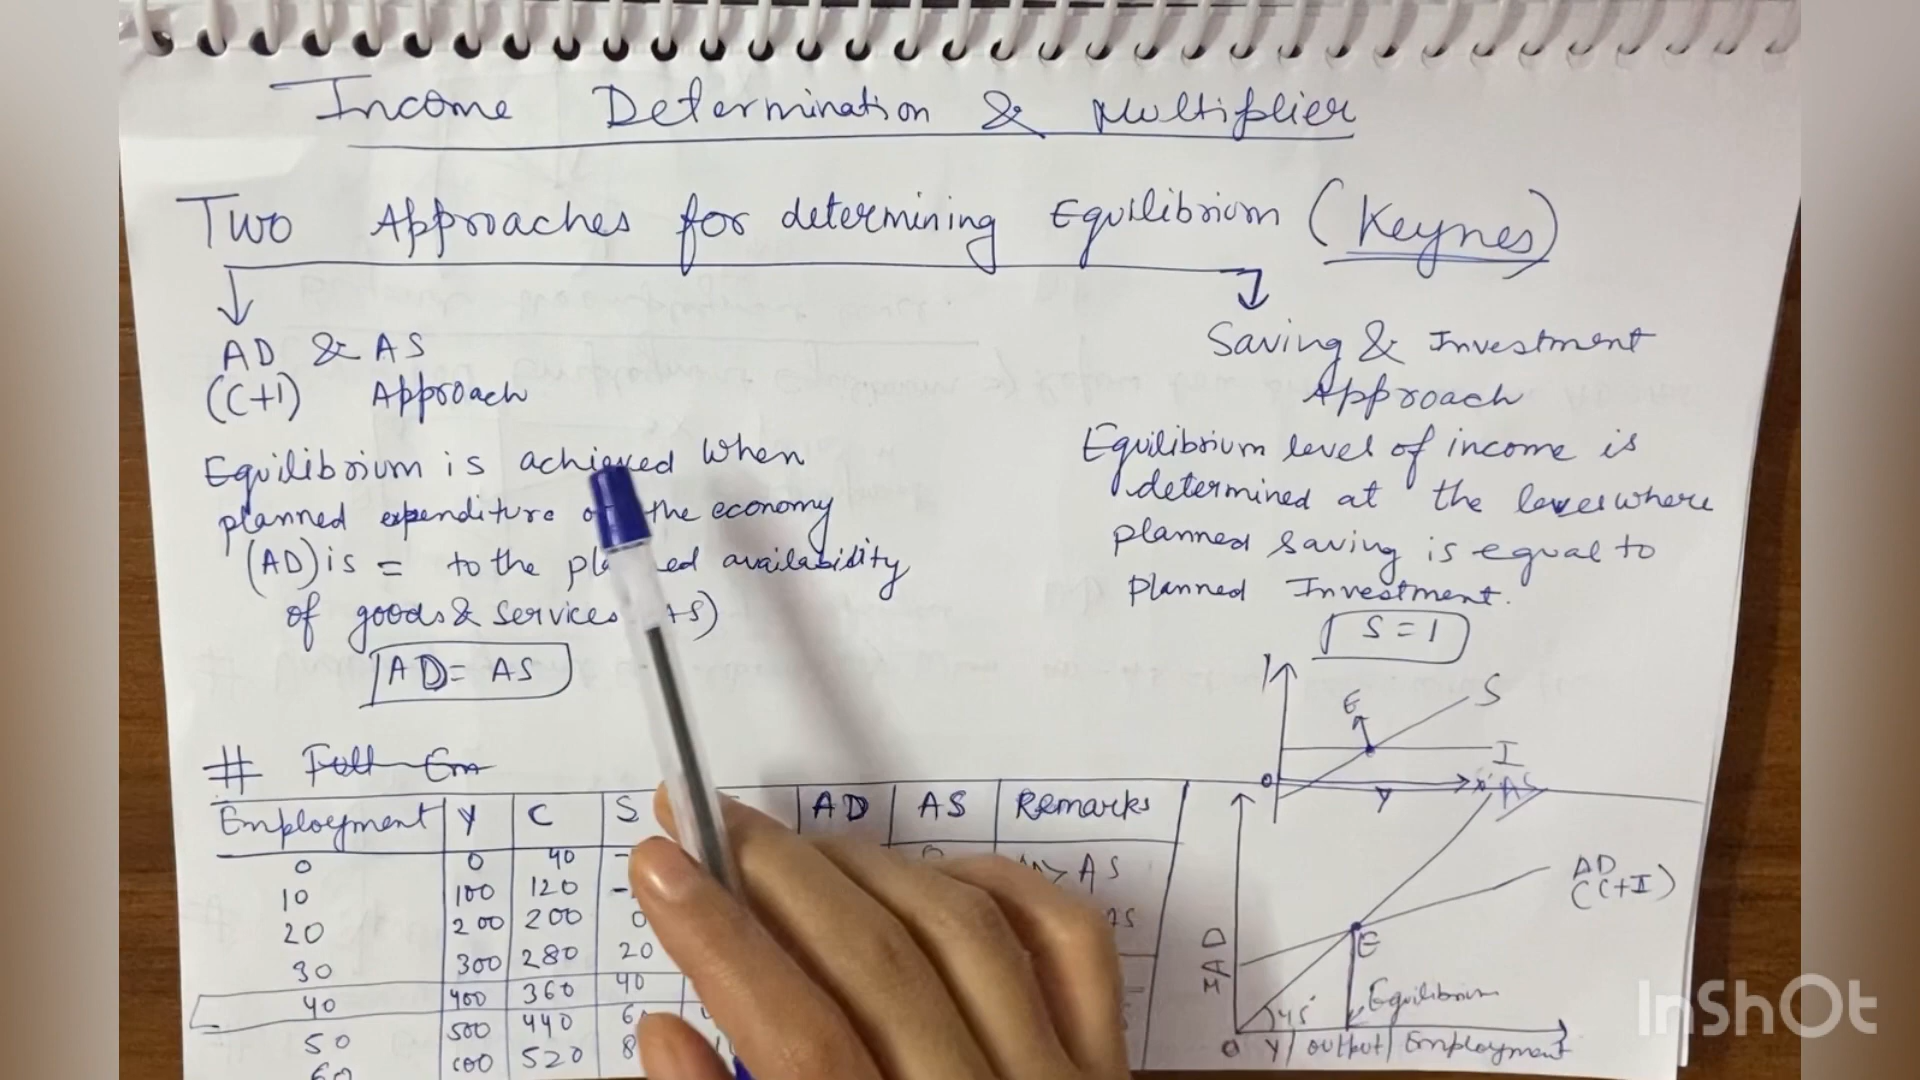 Income Determination & Multiplier
Two Approaches for determining Equilibrium (Keynes)
AD & AS
(C+I) Approach
Equilibrium is achieved when
planned expenditure the economy
(AD) is = to the availability
of goods & services
AD = AS
Saving & Investment
Approach
Equilibrium level of income is
determined at the level where
planned saving is equal to
planned Investment.
S = I
E
S
I
O
Y
# Full Em
Employment Y C S AD AS Remarks
0 0 40
10 100 120
20 200 200 0
30 300 280 20
40 400 360 40
50 500 440
520
> AS
AS
AD
(C+I)
E
AD
45°
Equilibrium
O Y/ output/ Employment
InShOt